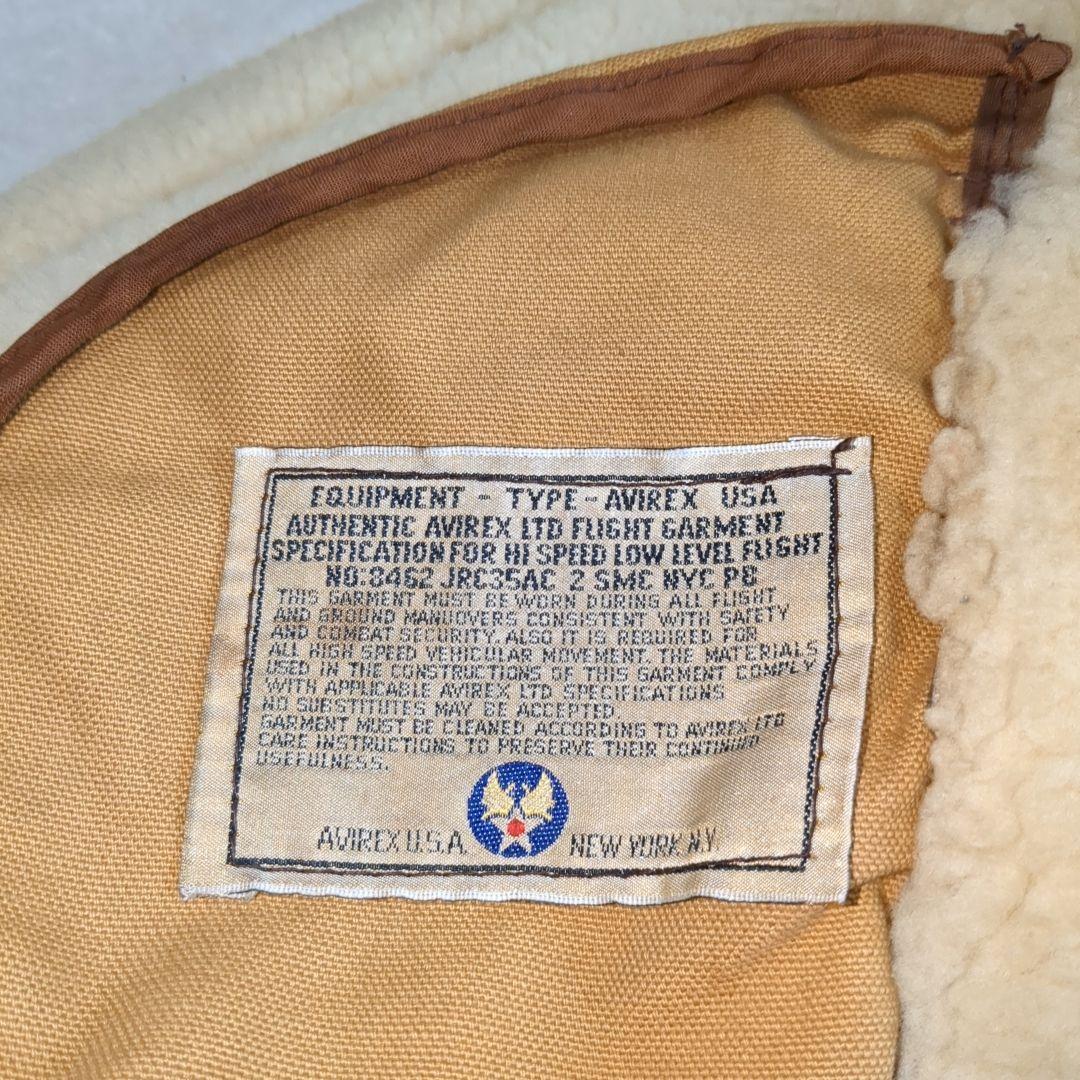 EQUIPMENT - TYPE - AVIREX USA
AUTHENTIC AVIREX LTD FLIGHT GARMENT
SPECIFICATION FOR HI SPEED LOW LEVEL FLIGHT
NO:8462 JRC35AC 2 SMC NYC PB
THIS GARMENT MUST BE WORN DURING ALL FLIGHT
AND GROUND MANUOVERS CONSISTENT WITH SAFETY
AND COMBAT SECURITY. ALSO IT IS REQUIRED FOR
ALL HIGH SPEED VEHICULAR MOVEMENT. THE MATERIALS
USED IN THE CONSTRUCTIONS OF THIS GARMENT COMPLY
WITH APPLICABLE AVIREX LTD SPECIFICATIONS
NO SUBSTITUTES MAY BE ACCEPTED.
GARMENT MUST BE CLEANED ACCORDING TO AVIREX LTD
CARE INSTRUCTIONS TO PRESERVE THEIR CONTINUED
USEFULNESS.
AVIREX U.S.A. NEW YORK N.Y.